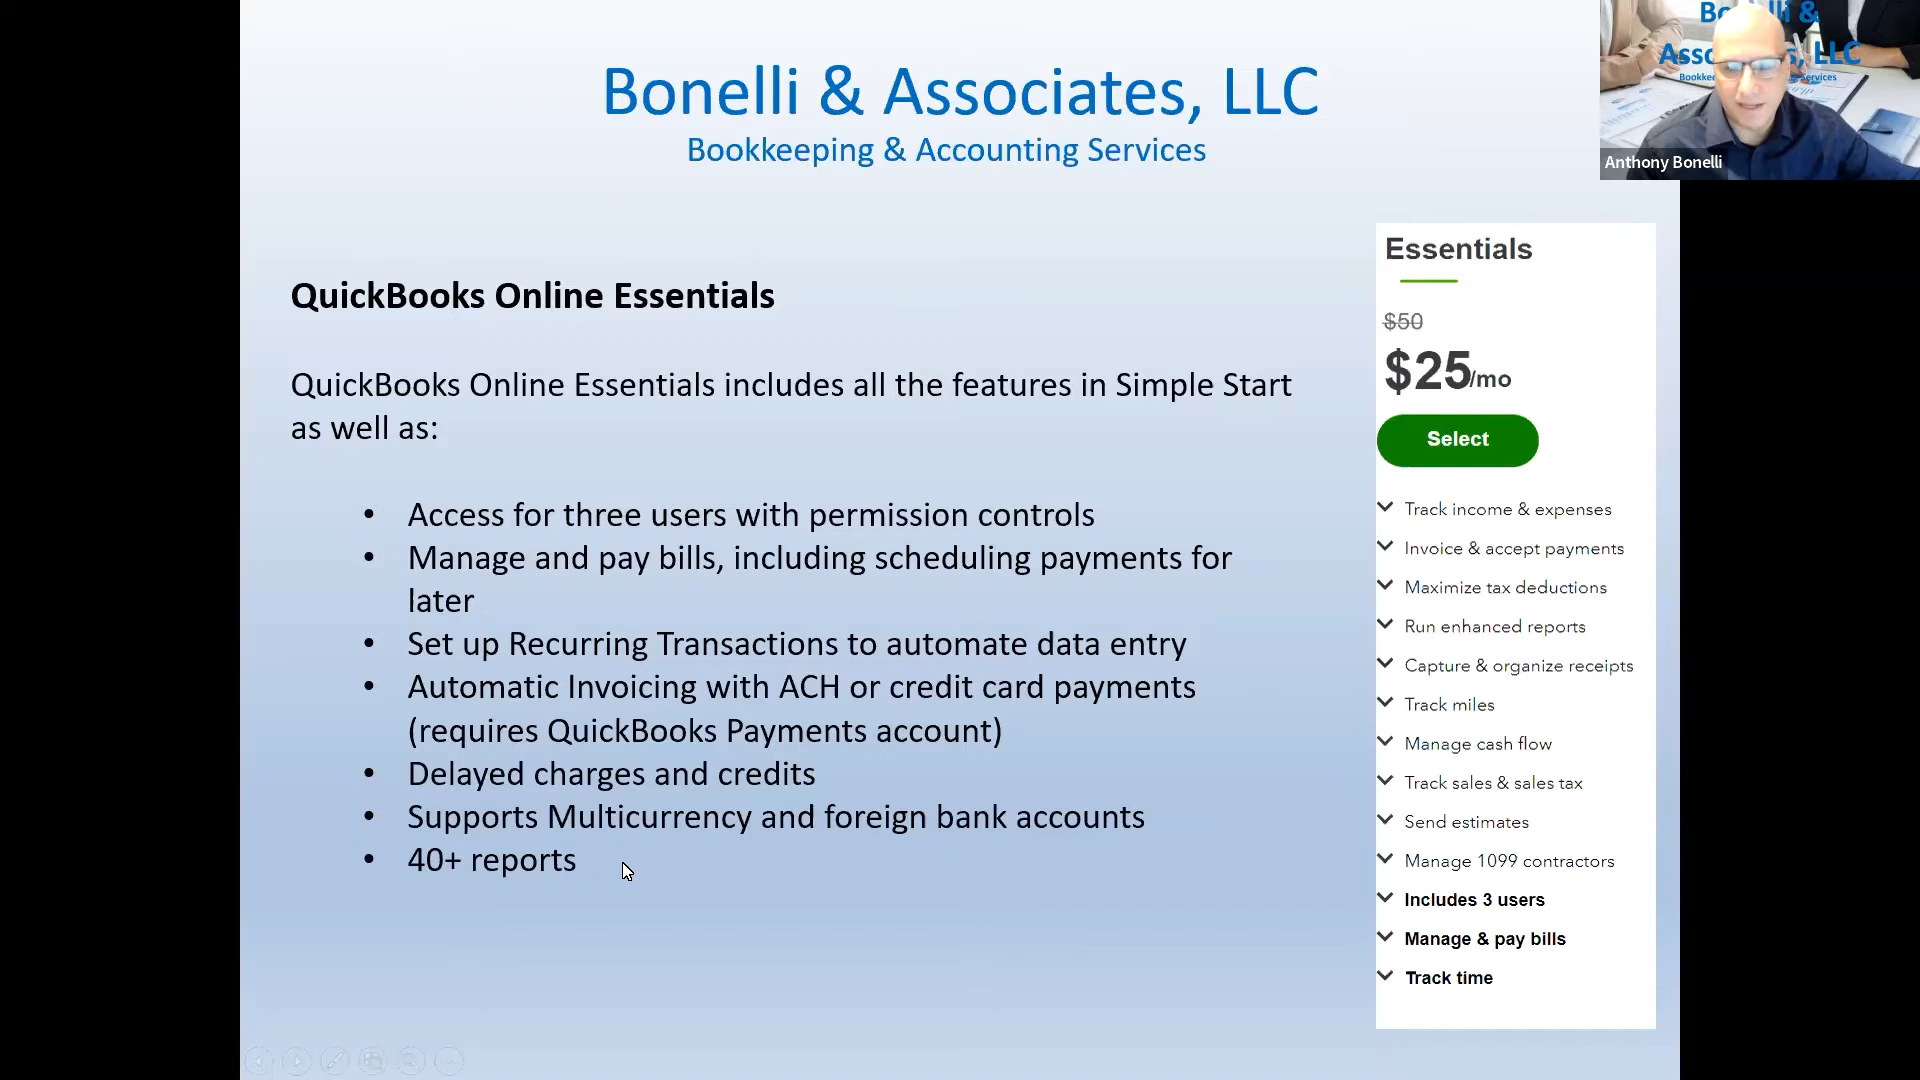 Bonelli & Associates, LLC
Bookkeeping & Accounting Services
Anthony Bonelli
QuickBooks Online Essentials
QuickBooks Online Essentials includes all the features in Simple Start
as well as:
• Access for three users with permission controls
• Manage and pay bills, including scheduling payments for
later
• Set up Recurring Transactions to automate data entry
• Automatic Invoicing with ACH or credit card payments
(requires QuickBooks Payments account)
• Delayed charges and credits
• Supports Multicurrency and foreign bank accounts
• 40+ reports
Essentials
$50
$25/mo
Select
Track income & expenses
Invoice & accept payments
Maximize tax deductions
Run enhanced reports
Capture & organize receipts
Track miles
Manage cash flow
Track sales & sales tax
Send estimates
Manage 1099 contractors
Includes 3 users
Manage & pay bills
Track time